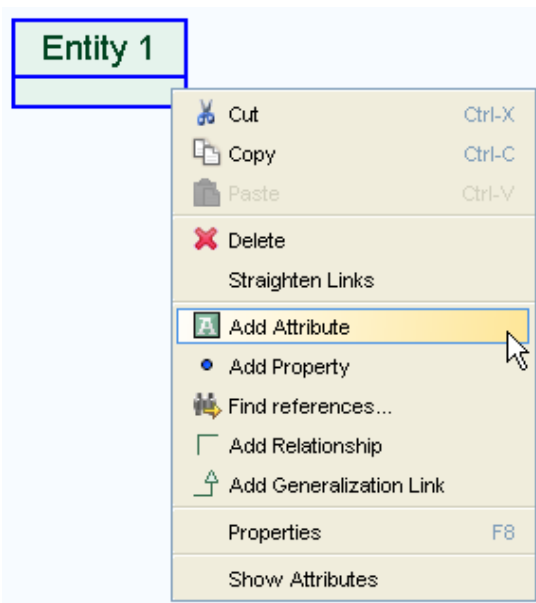 Entity 1
Cut Ctrl-X
Copy Ctrl-C
Paste Ctrl-V
Delete
Straighten Links
A Add Attribute
Add Property
Find references...
Add Relationship
Add Generalization Link
Properties F8
Show Attributes